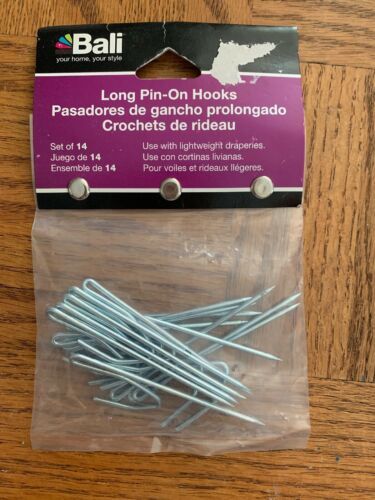 Bali
your home, your style
Long Pin-On Hooks
Pasadores de gancho prolongado
Crochets de rideau
Set of 14
Juego de 14
Ensemble de 14
Use with lightweight draperies.
Use con cortinas livianas.
Pour voiles et rideaux llégeres.